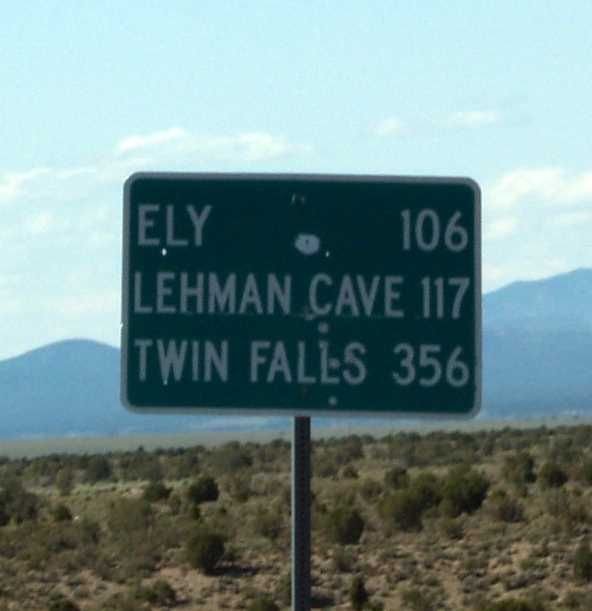 ELY 106
LEHMAN CAVE 117
TWIN FALLS 356